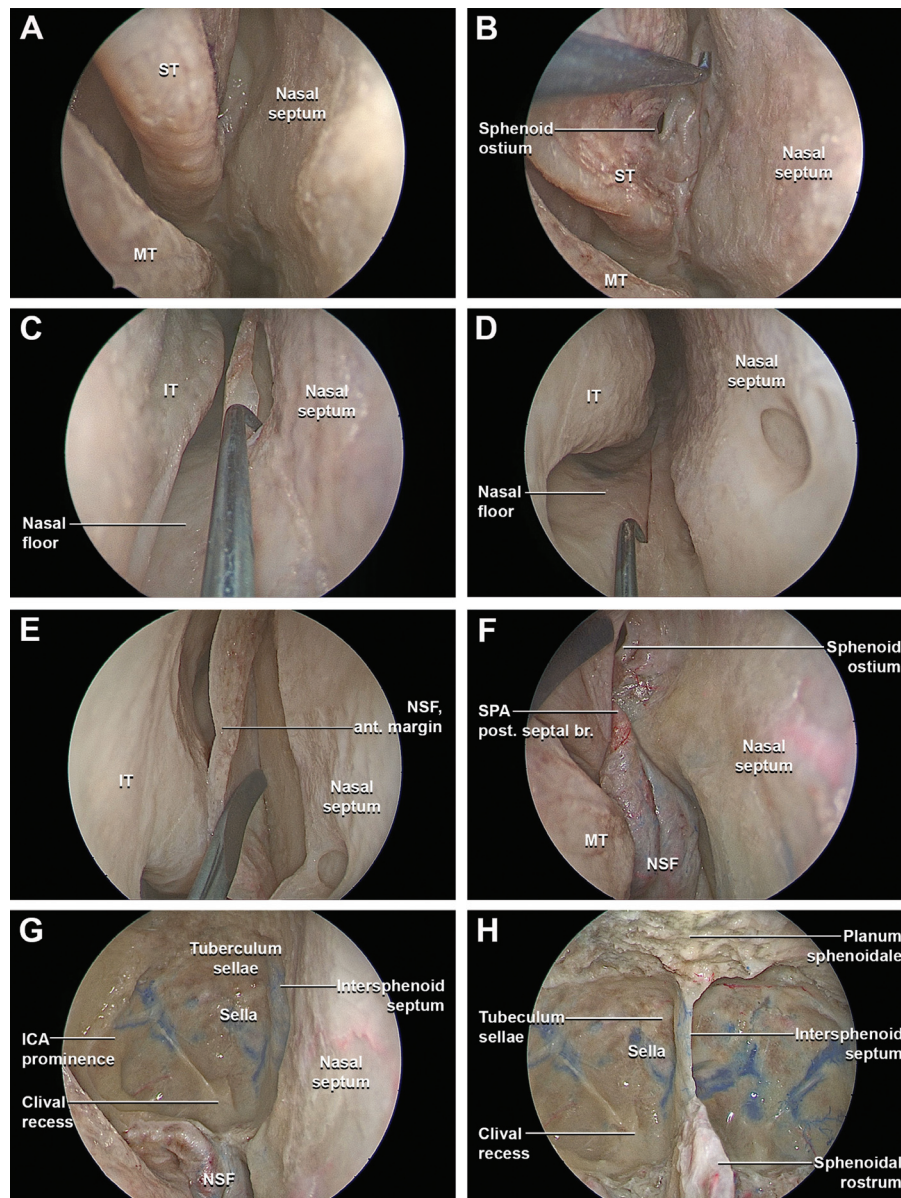 A
ST
Nasal
septum
MT
B
Sphenoid
ostium
ST
Nasal
septum
MT
C
IT
Nasal
septum
Nasal
floor
D
IT
Nasal
septum
Nasal
floor
E
NSF,
ant. margin
IT
Nasal
septum
F
Sphenoid
ostium
SPA
post. septal br.
Nasal
septum
MT
NSF
G
Tuberculum
sellae
Intersphenoid
septum
Sella
ICA
prominence
Nasal
septum
Clival
recess
NSF
H
Planum
sphenoidale
Tubeculum
sellae
Intersphenoid
septum
Sella
Clival
recess
Sphenoidal
rostrum